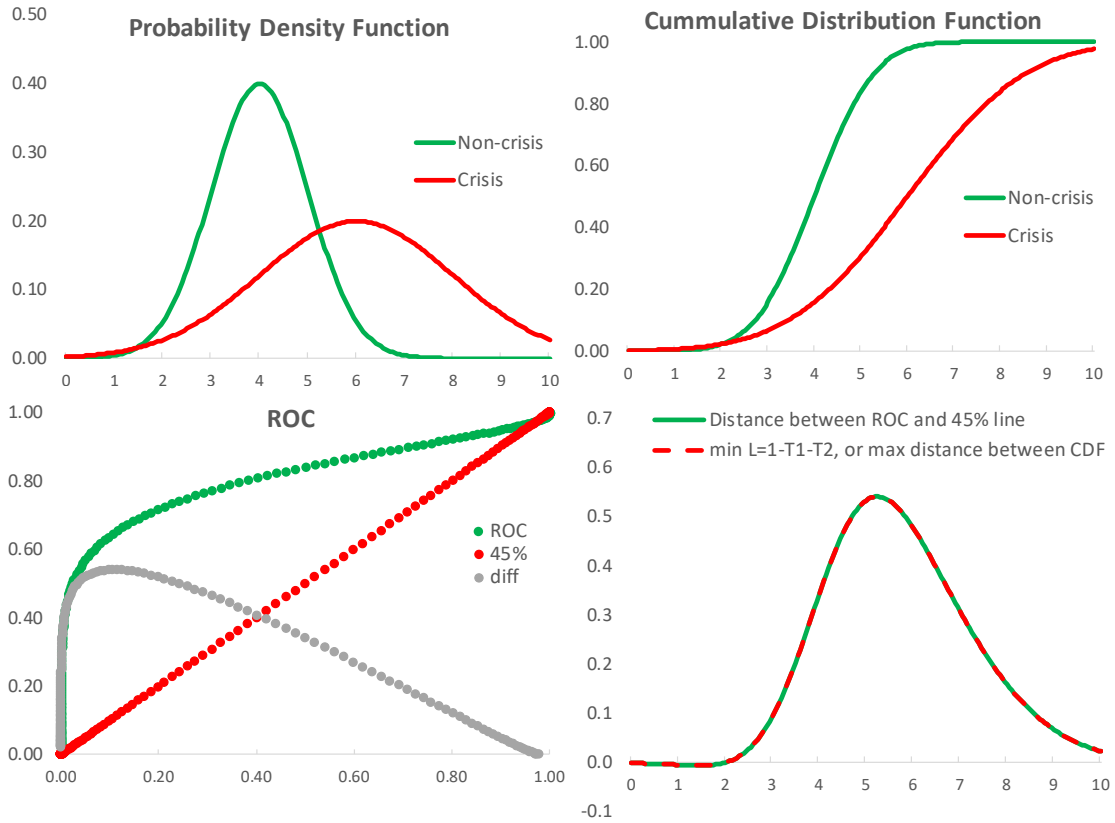 Probability Density Function
0.50
0.40
0.30
0.20
0.10
0.00
0 1 2 3 4 5 6 7 8 9 10
Non-crisis
Crisis
Cummulative Distribution Function
1.00
0.80
0.60
0.40
0.20
0.00
0 1 2 3 4 5 6 7 8 9 10
Non-crisis
Crisis
ROC
1.00
0.80
0.60
0.40
0.20
0.00
0.00 0.20 0.40 0.60 0.80 1.00
ROC
45%
diff
Distance between ROC and 45% line
min L=1-T1-T2, or max distance between CDF
0.7
0.6
0.5
0.4
0.3
0.2
0.1
0.0
-0.1
0 1 2 3 4 5 6 7 8 9 10